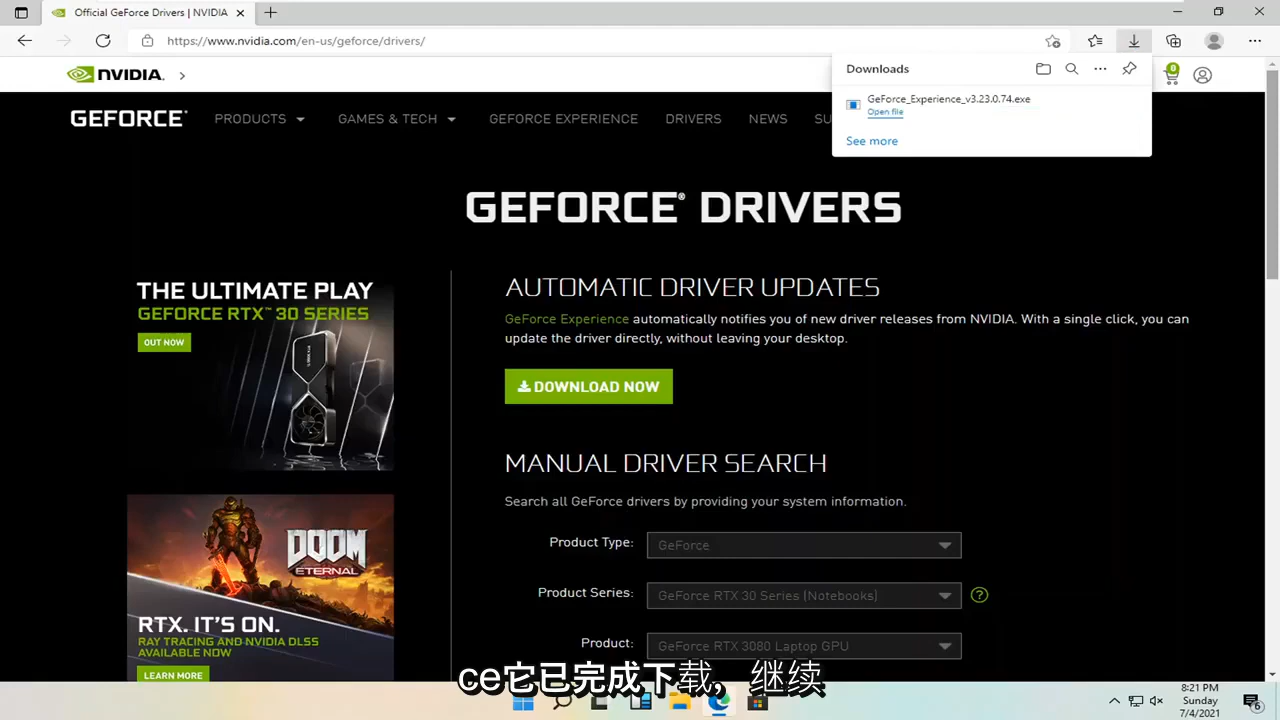 Official GeForce Drivers | NVIDIA
https://www.nvidia.com/en-us/geforce/drivers/
Downloads
GeForce_Experience_v3.23.0.74.exe
Open file
See more
NVIDIA.
0
GEFORCE®
PRODUCTS
GAMES & TECH
GEFORCE EXPERIENCE
DRIVERS
NEWS
SU
GEFORCE® DRIVERS
THE ULTIMATE PLAY
GEFORCE RTX™ 30 SERIES
OUT NOW
AUTOMATIC DRIVER UPDATES
GeForce Experience automatically notifies you of new driver releases from NVIDIA. With a single click, you can
update the driver directly, without leaving your desktop.
DOWNLOAD NOW
MANUAL DRIVER SEARCH
Search all GeForce drivers by providing your system information.
Product Type: GeForce
Product Series: GeForce RTX 30 Series (Notebooks) ?
Product: GeForce RTX 3080 Laptop GPU
DOOM
ETERNAL
RTX. IT'S ON.
RAY TRACING AND NVIDIA DLSS
AVAILABLE NOW
LEARN MORE
ce它已完成下载，继续
8:21 PM
Sunday
7/4/2021
6